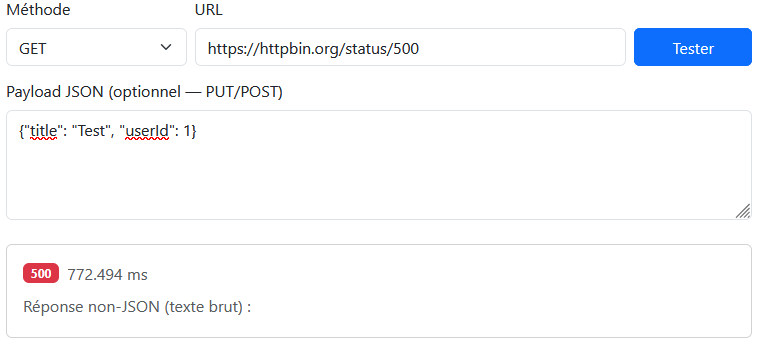 Méthode URL
GET https://httpbin.org/status/500 Tester
Payload JSON (optionnel — PUT/POST)
{"title": "Test", "userId": 1}
500 772.494 ms
Réponse non-JSON (texte brut) :